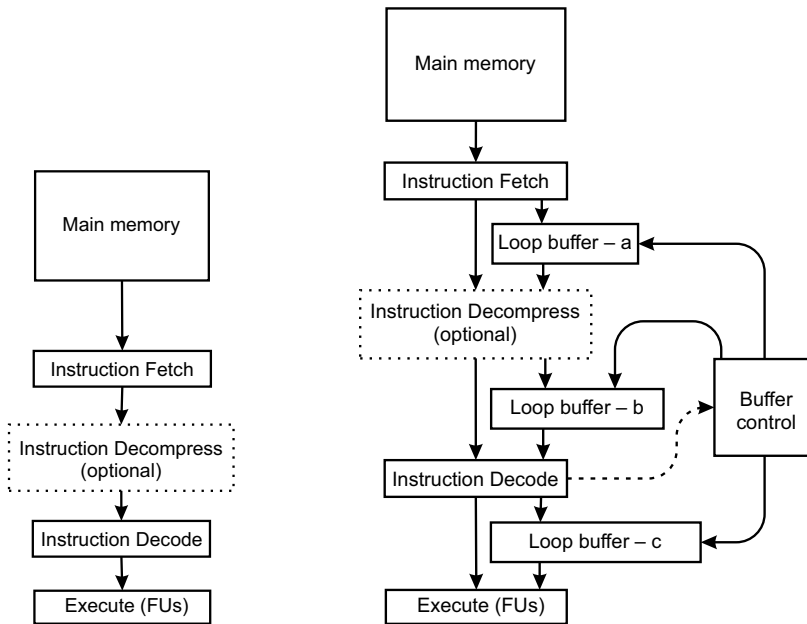 Main memory
Instruction Fetch
Instruction Decompress
(optional)
Instruction Decode
Execute (FUs)
Main memory
Instruction Fetch
Loop buffer – a
Instruction Decompress
(optional)
Loop buffer – b
Buffer
control
Instruction Decode
Loop buffer – c
Execute (FUs)